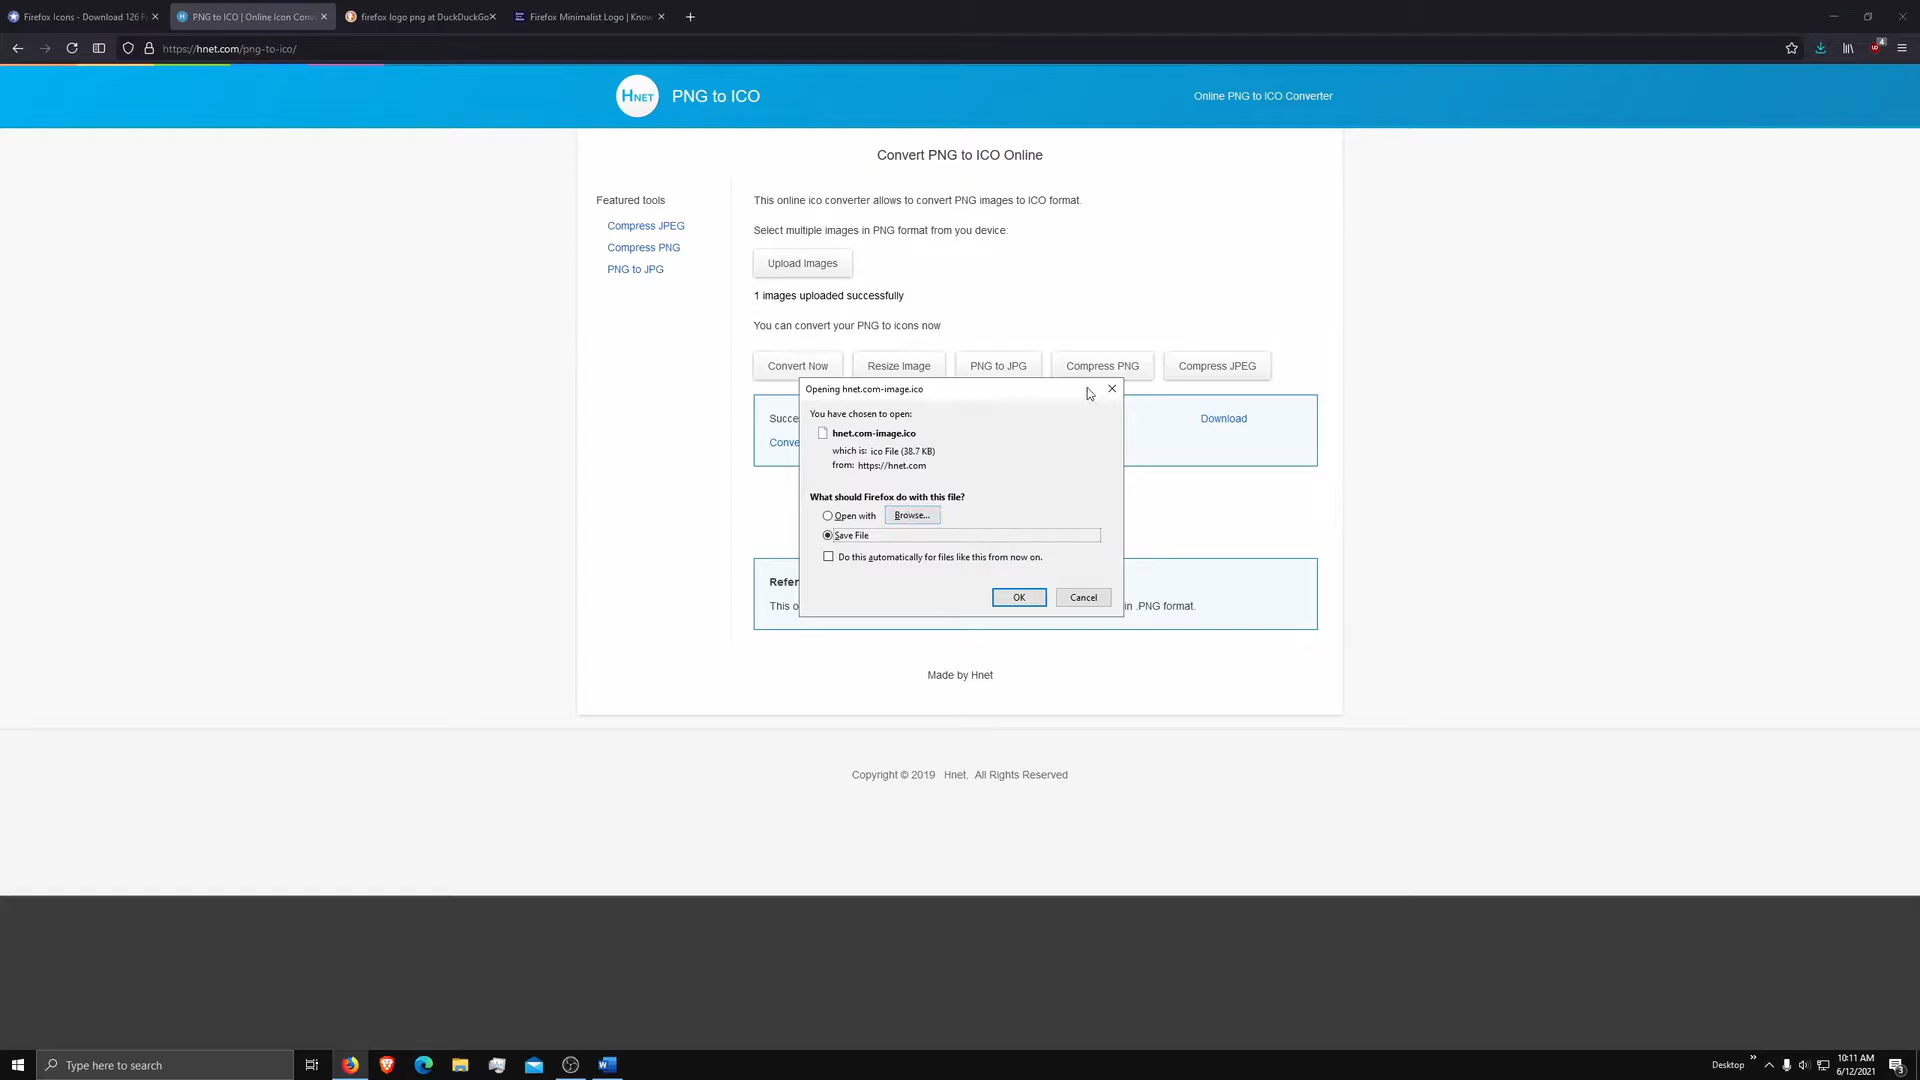 Firefox Icons - Download 126 F
PNG to ICO | Online Icon Conv
firefox logo png at DuckDuckGo
Firefox Minimalist Logo | Know
https://hnet.com/png-to-ico/
4
HNET
PNG to ICO
Online PNG to ICO Converter
Convert PNG to ICO Online
Featured tools
Compress JPEG
Compress PNG
PNG to JPG
This online ico converter allows to convert PNG images to ICO format.
Select multiple images in PNG format from you device:
Upload Images
1 images uploaded successfully
You can convert your PNG to icons now
Convert Now
Resize Image
PNG to JPG
Compress PNG
Compress JPEG
Succe
Download
Conve
Opening hnet.com-image.ico
You have chosen to open:
hnet.com-image.ico
which is: ico File (38.7 KB)
from: https://hnet.com
What should Firefox do with this file?
Open with
Browse...
Save File
Do this automatically for files like this from now on.
OK
Cancel
Refer
This o
in .PNG format.
Made by Hnet
Copyright © 2019 Hnet, All Rights Reserved
Type here to search
Desktop
10:11 AM
6/12/2021
3